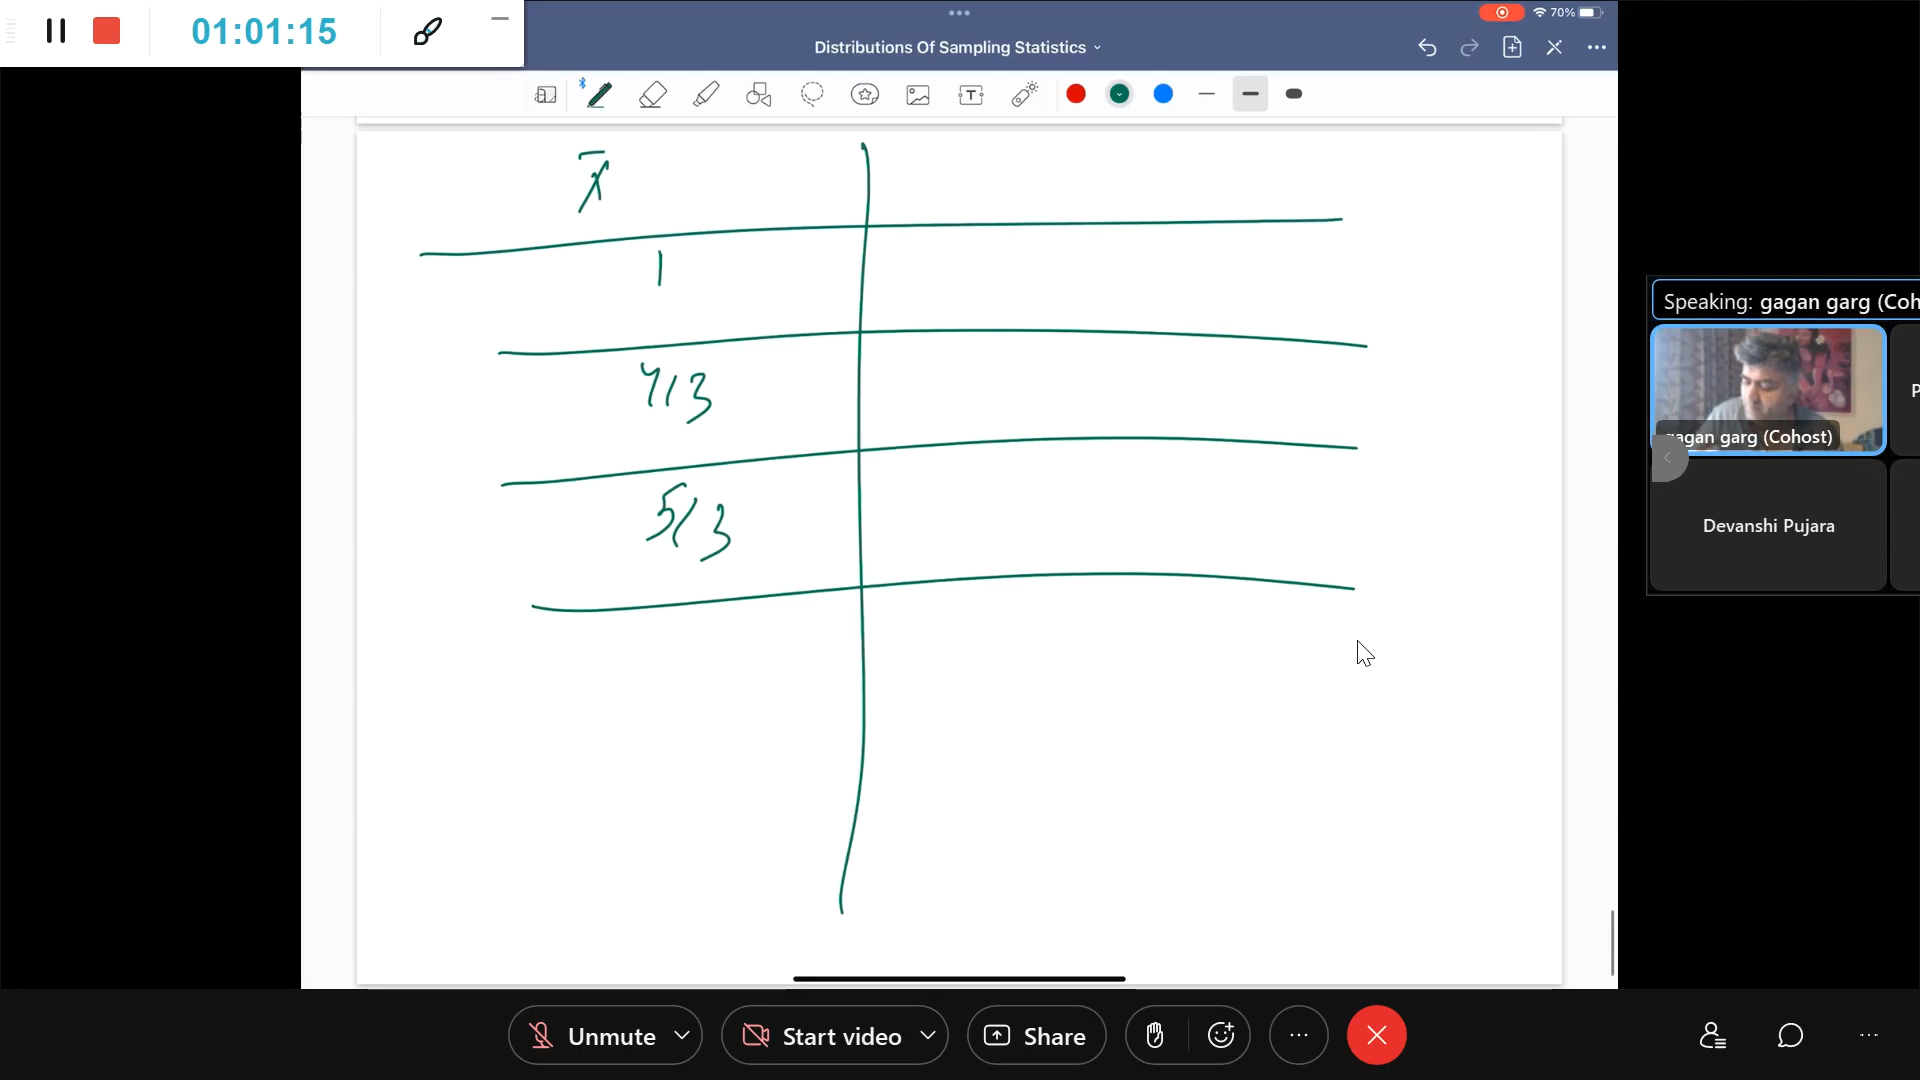 01:01:15
70%
Distributions Of Sampling Statistics
x̄
1
4/3
5/3
Speaking: gagan garg (Coh
gagan garg (Cohost)
P
Devanshi Pujara
Unmute
Start video
Share